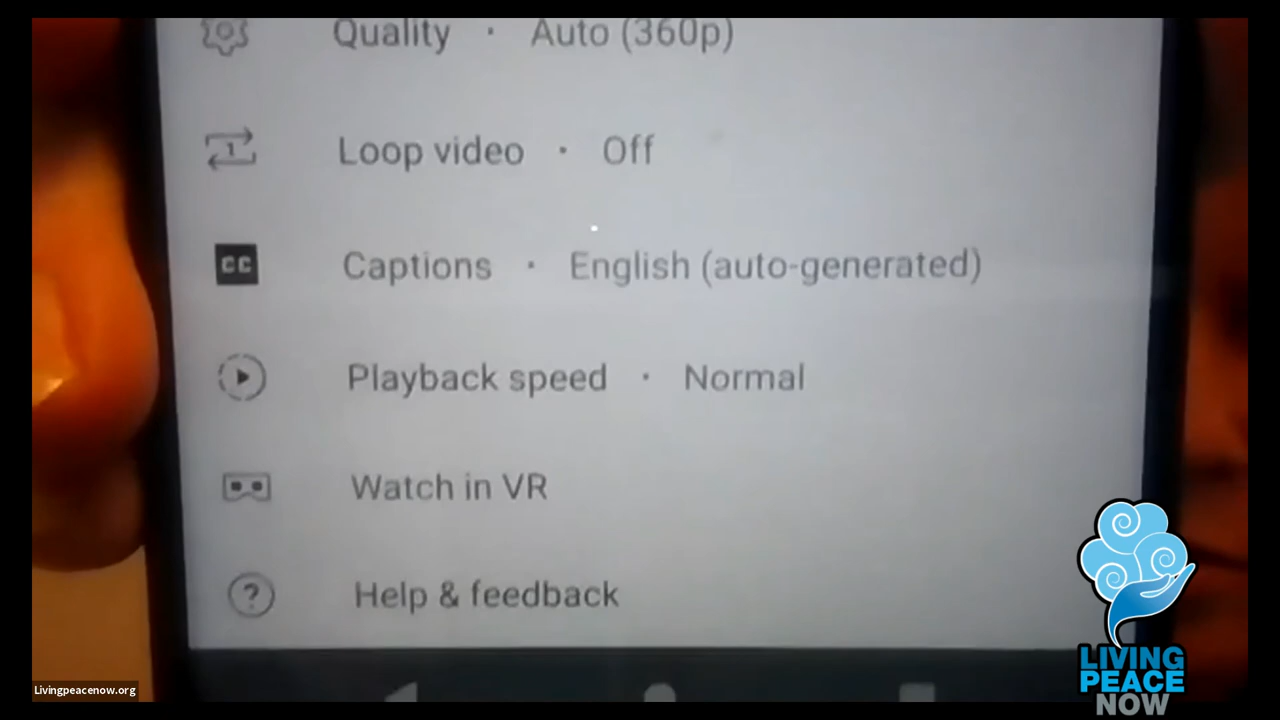 Quality · Auto (360p)
Loop video · Off
CC Captions · English (auto-generated)
Playback speed · Normal
Watch in VR
? Help & feedback
Livingpeacenow.org
LIVING
PEACE
NOW